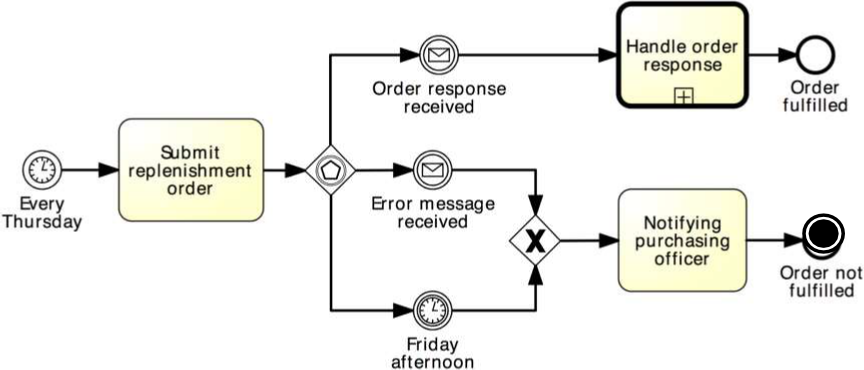 Every
Thursday
Submit
replenishment
order
Order response
received
Error message
received
Friday
afternoon
Handle order
response
Order
fulfilled
X
Notifying
purchasing
officer
Order not
fulfilled